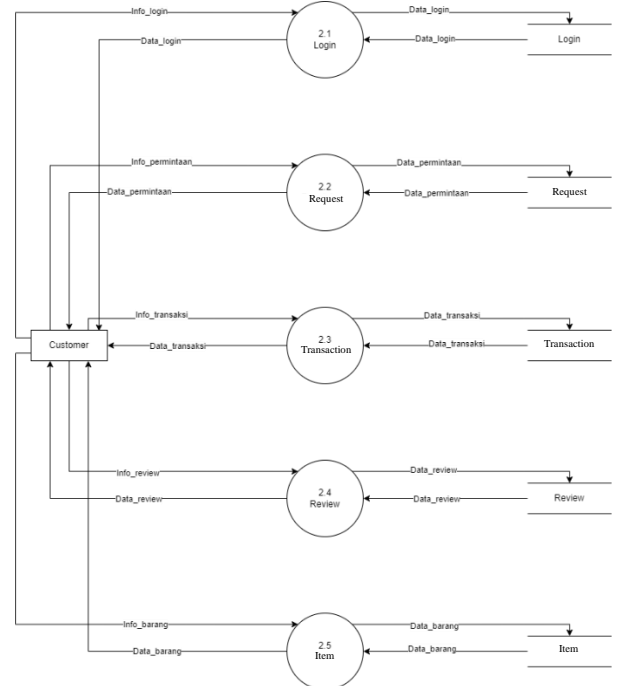 Info_login
Data_login
2.1
Login
Data_login
Data_login
Login
Info_permintaan
Data_permintaan
2.2
Request
Data_permintaan
Data_permintaan
Request
Info_transaksi
Data_transaksi
2.3
Transaction
Customer
Data_transaksi
Data_transaksi
Transaction
Info_review
Data_review
2.4
Review
Data_review
Data_review
Review
Info_barang
Data_barang
2.5
Item
Data_barang
Data_barang
Item